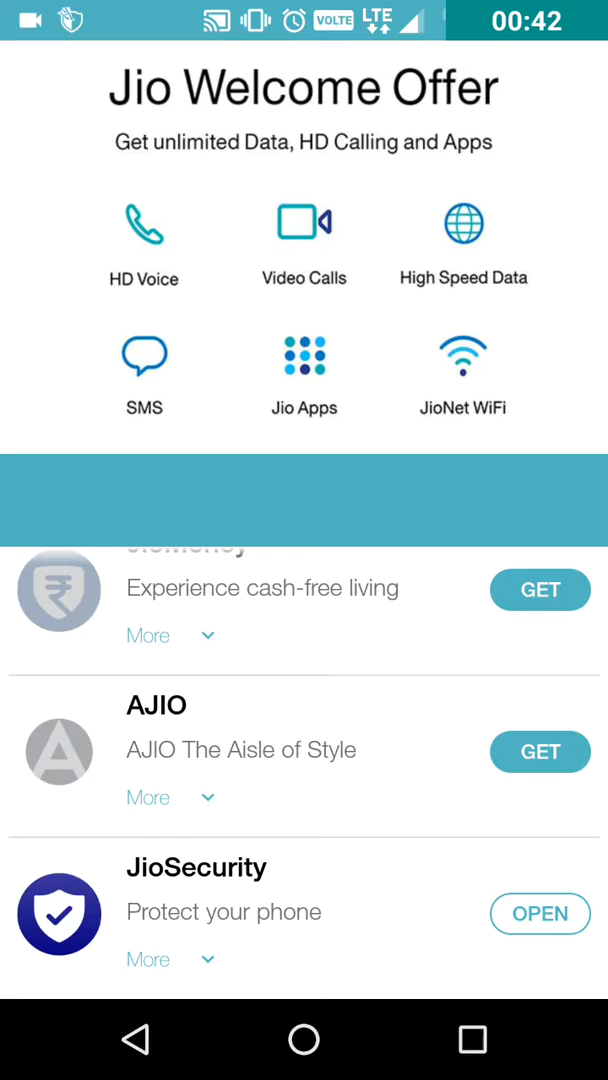 VOLTE LTE 00:42
Jio Welcome Offer
Get unlimited Data, HD Calling and Apps
HD Voice Video Calls High Speed Data
SMS Jio Apps JioNet WiFi
JioMoney
Experience cash-free living
GET
More
AJIO
AJIO The Aisle of Style
GET
More
JioSecurity
Protect your phone
OPEN
More